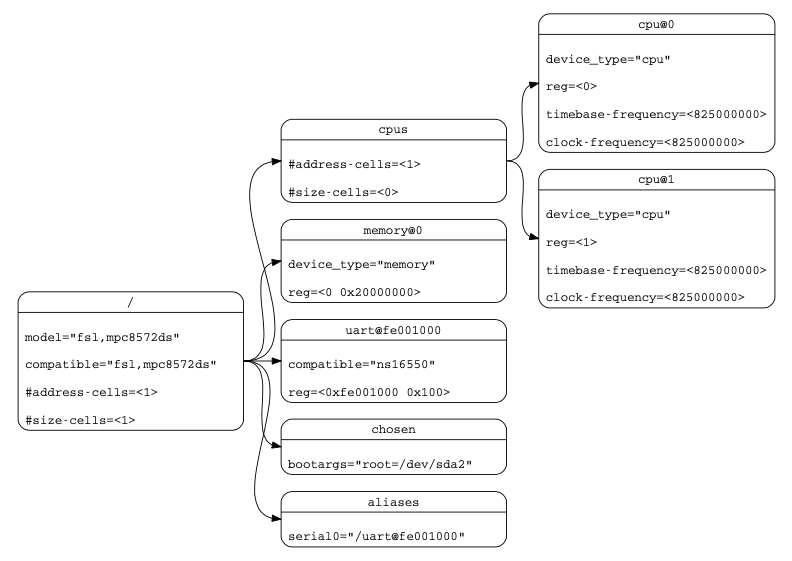 /
model="fsl,mpc8572ds"
compatible="fsl,mpc8572ds"
#address-cells=<1>
#size-cells=<1>
cpus
#address-cells=<1>
#size-cells=<0>
memory@0
device_type="memory"
reg=<0 0x20000000>
uart@fe001000
compatible="ns16550"
reg=<0xfe001000 0x100>
chosen
bootargs="root=/dev/sda2"
aliases
serial0="/uart@fe001000"
cpu@0
device_type="cpu"
reg=<0>
timebase-frequency=<825000000>
clock-frequency=<825000000>
cpu@1
device_type="cpu"
reg=<1>
timebase-frequency=<825000000>
clock-frequency=<825000000>